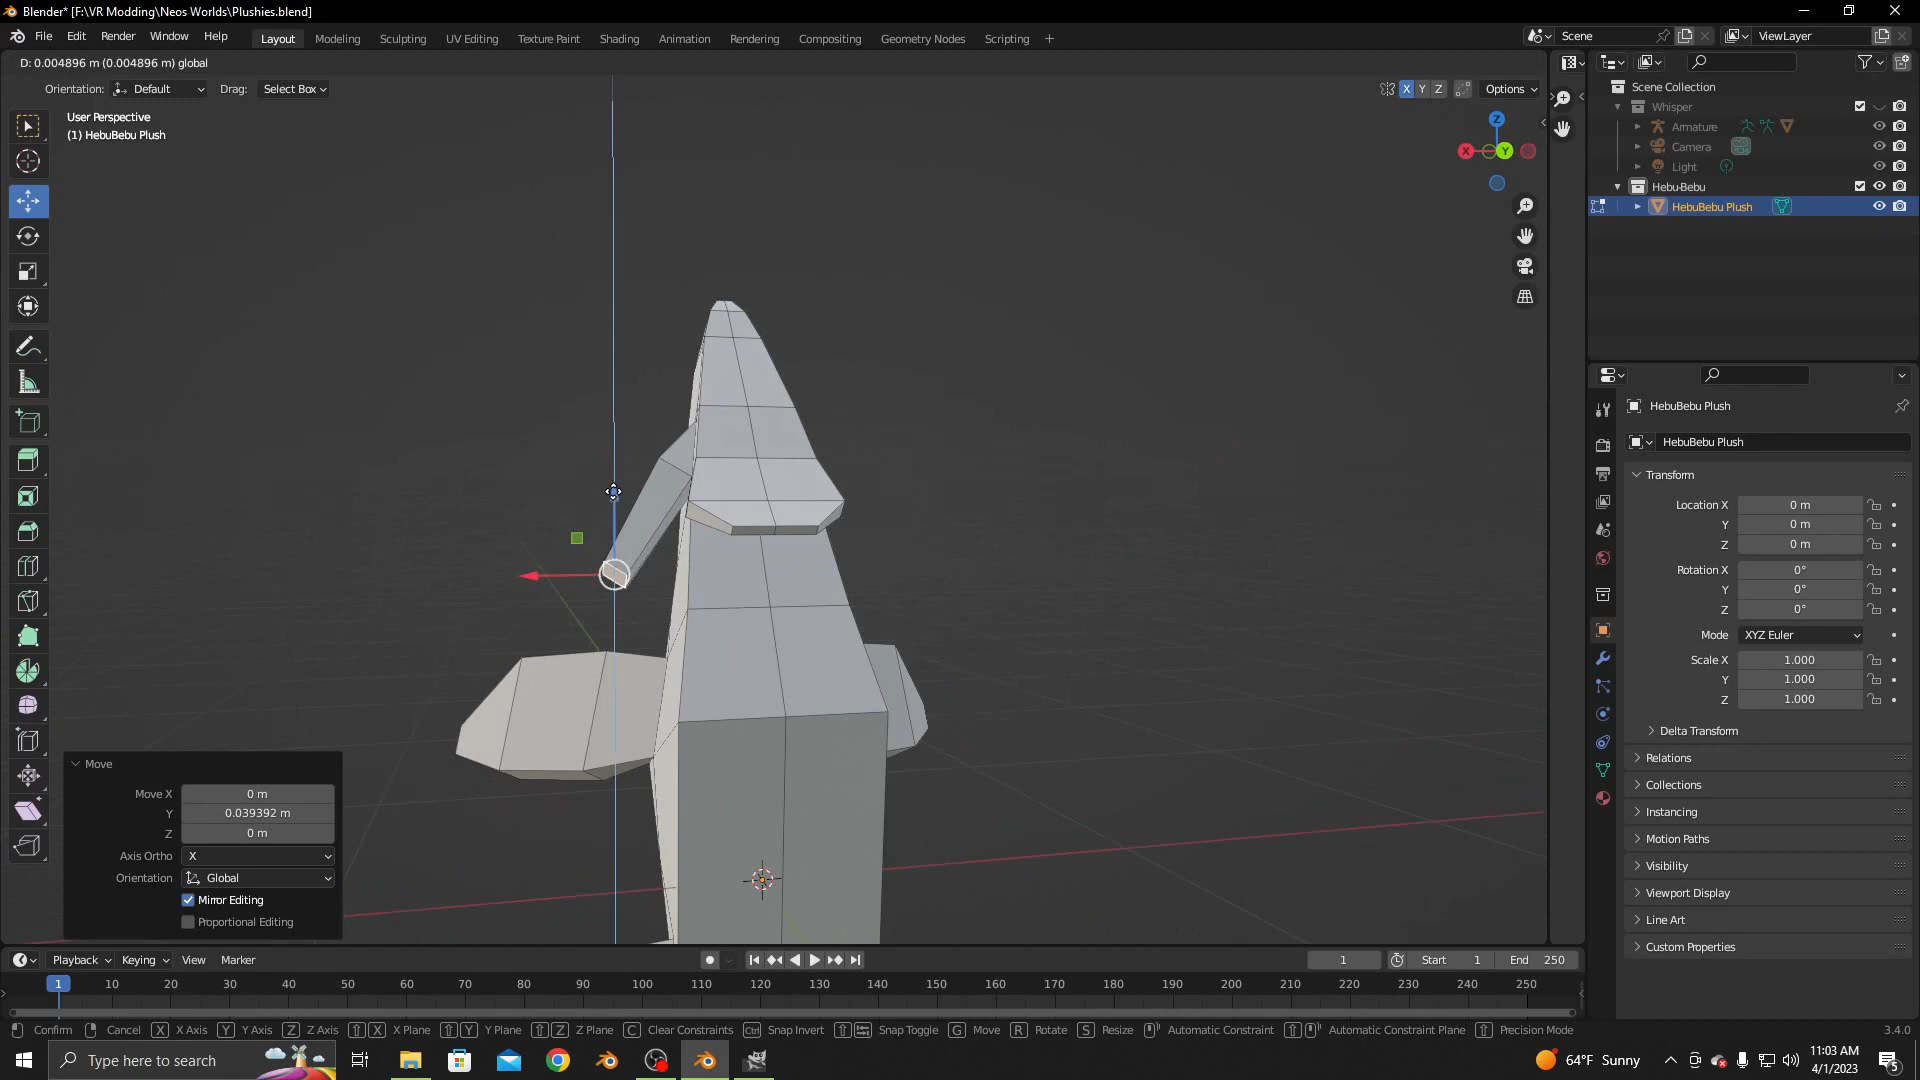 Blender* [F:\VR Modding\Neos Worlds\Plushies.blend]
File Edit Render Window Help Layout Modeling Sculpting UV Editing Texture Paint Shading Animation Rendering Compositing Geometry Nodes Scripting + Scene ViewLayer
D: 0.004896 m (0.004896 m) global
Orientation: Default Drag: Select Box X Y Z Options
User Perspective
(1) HebuBebu Plush
Z
X Y
Scene Collection
Whisper
Armature
Camera
Light
Hebu-Bebu
HebuBebu Plush
HebuBebu Plush
HebuBebu Plush
Transform
Location X 0 m
Y 0 m
Z 0 m
Rotation X 0°
Y 0°
Z 0°
Mode XYZ Euler
Scale X 1.000
Y 1.000
Z 1.000
Delta Transform
Relations
Collections
Instancing
Motion Paths
Visibility
Viewport Display
Line Art
Custom Properties
Move
Move X 0 m
Y 0.039392 m
Z 0 m
Axis Ortho X
Orientation Global
Mirror Editing
Proportional Editing
Playback Keying View Marker 1 Start 1 End 250
1 10 20 30 40 50 60 70 80 90 100 110 120 130 140 150 160 170 180 190 200 210 220 230 240 250
Confirm Cancel X X Axis Y Y Axis Z Z Axis X X Plane Y Y Plane Z Z Plane C Clear Constraints Ctrl Snap Invert Snap Toggle G Move R Rotate S Resize Automatic Constraint Automatic Constraint Plane Precision Mode 3.4.0
Type here to search 64°F Sunny 11:03 AM
4/1/2023 5